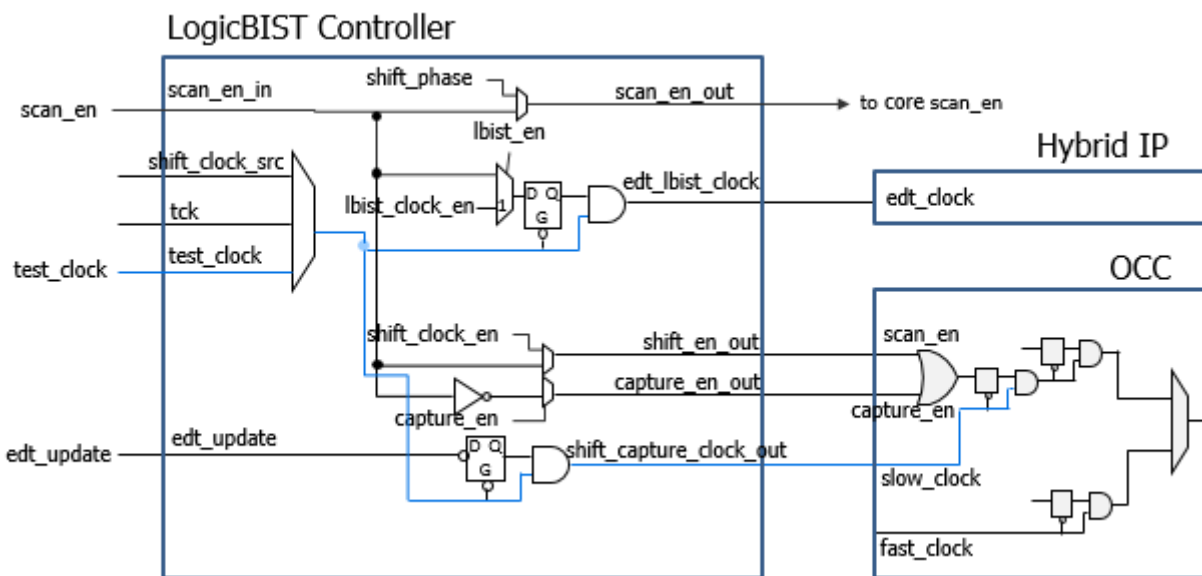 LogicBIST Controller
shift_phase
scan_en_in
scan_en
scan_en_out
to core scan_en
lbist_en
Hybrid IP
shift_clock_src
edt_lbist_clock
edt_clock
lbist_clock_en
1
D Q
G
tck
test_clock
test_clock
OCC
shift_clock_en
shift_en_out
scan_en
capture_en_out
capture_en
capture_en
edt_update
edt_update
D Q
G
shift_capture_clock_out
slow_clock
fast_clock